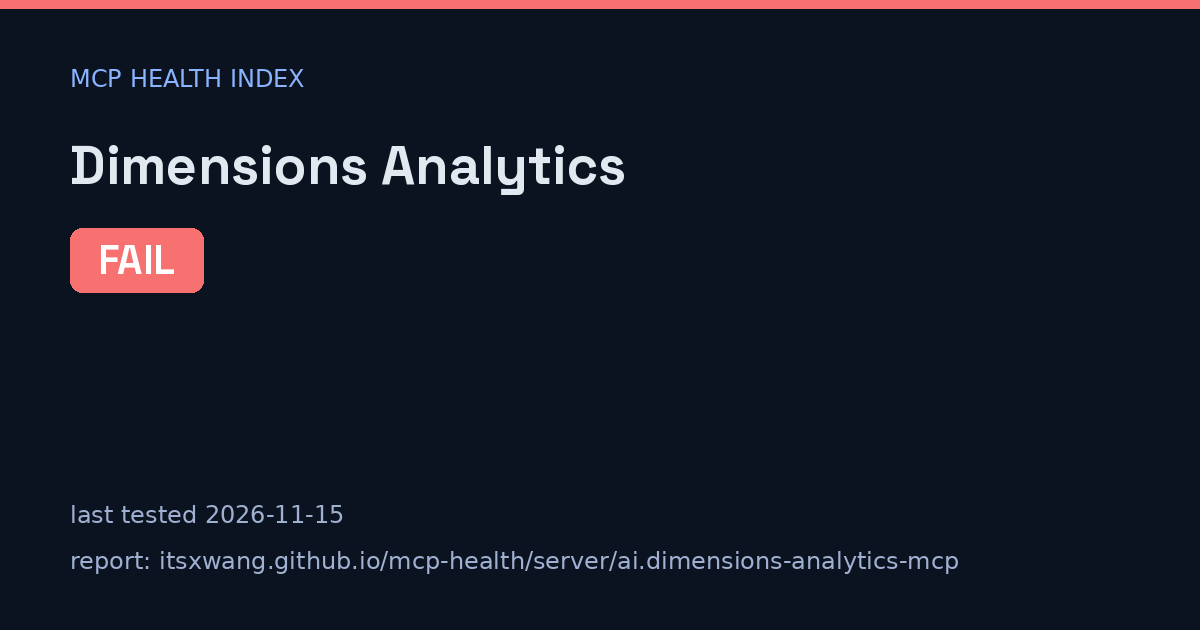 MCP HEALTH INDEX
Dimensions Analytics
FAIL
last tested 2026-11-15
report: itsxwang.github.io/mcp-health/server/ai.dimensions-analytics-mcp